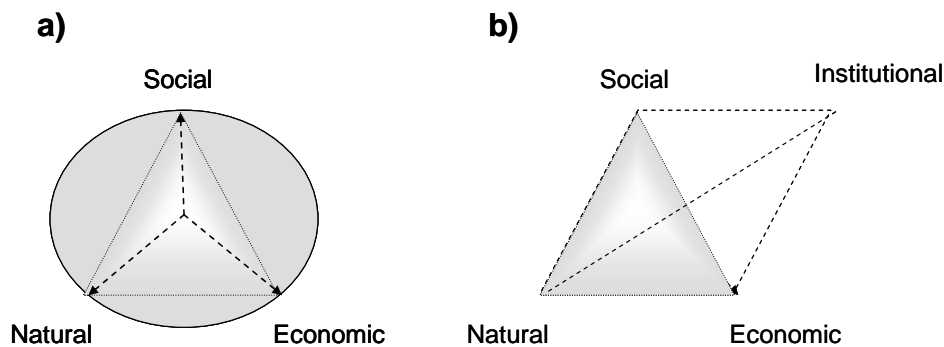 a)
Social
Natural
Economic
b)
Social
Institutional
Natural
Economic